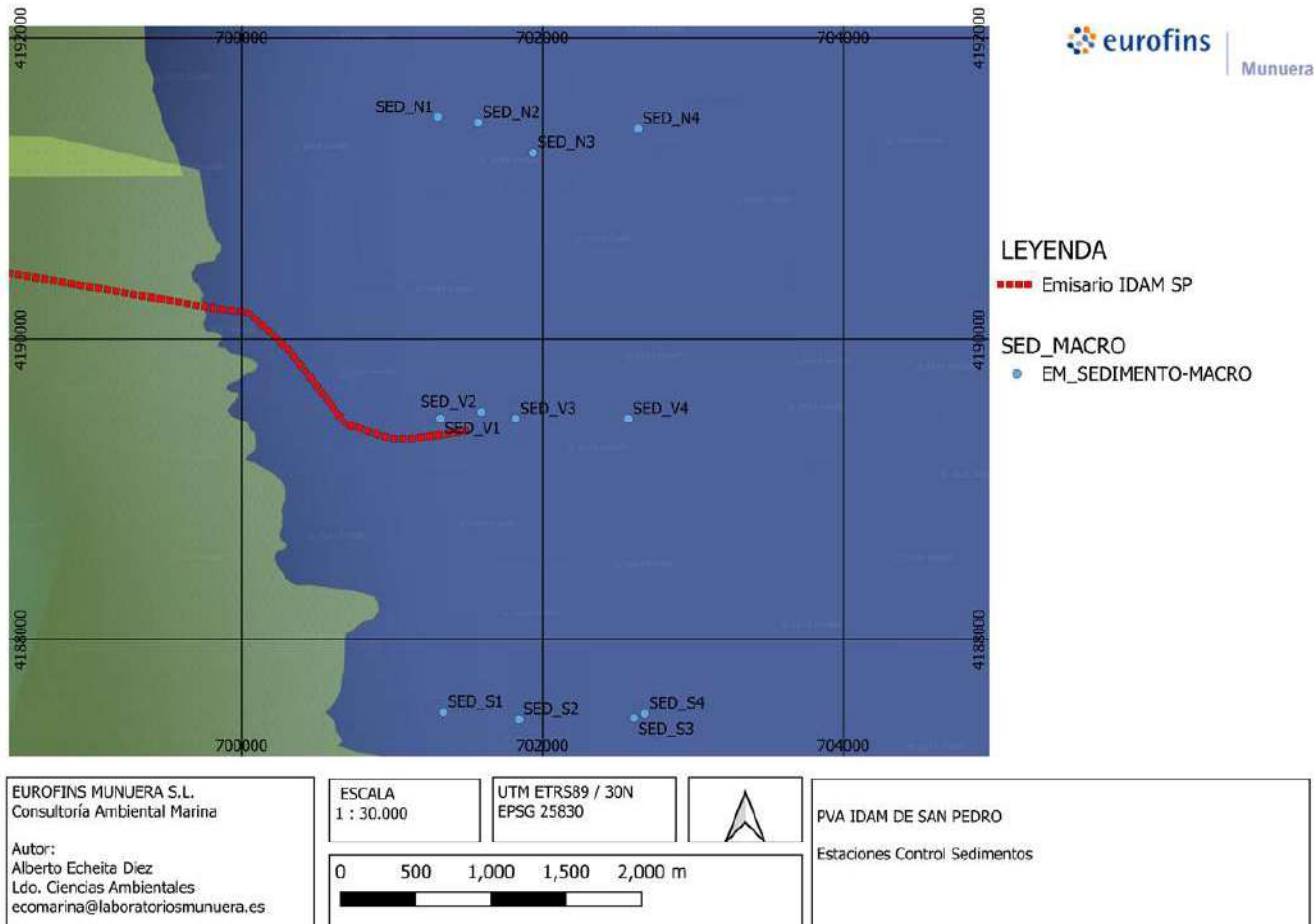 4192000
700000
702000
704000
4192000
eurofins
Munuera
SED_N1
SED_N2
SED_N3
SED_N4
LEYENDA
Emisario IDAM SP
SED_MACRO
EM_SEDIMENTO-MACRO
4190000
4190000
SED_V2
SED_V1
SED_V3
SED_V4
4188000
4188000
SED_S1
SED_S2
SED_S4
SED_S3
700000
702000
704000
EUROFINS MUNUERA S.L.
Consultoría Ambiental Marina
Autor:
Alberto Echeita Diez
Ldo. Ciencias Ambientales
ecomarina@laboratoriosmunuera.es
ESCALA
1 : 30.000
UTM ETRS89 / 30N
EPSG 25830
0 500 1,000 1,500 2,000 m
PVA IDAM DE SAN PEDRO
Estaciones Control Sedimentos